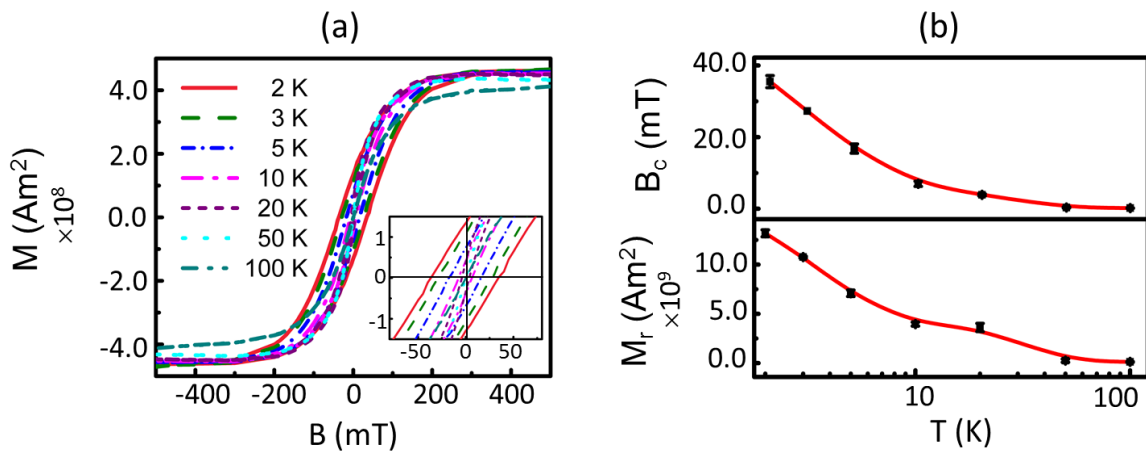 (a)
M (Am²)
×10⁸
4.0
2.0
0.0
-2.0
-4.0
2 K
3 K
5 K
10 K
20 K
50 K
100 K
1
0
-1
-50 0 50
-400 -200 0 200 400
B (mT)
(b)
B_c (mT)
40.0
20.0
0.0
M_r (Am²)
×10⁹
10.0
5.0
0.0
10 100
T (K)